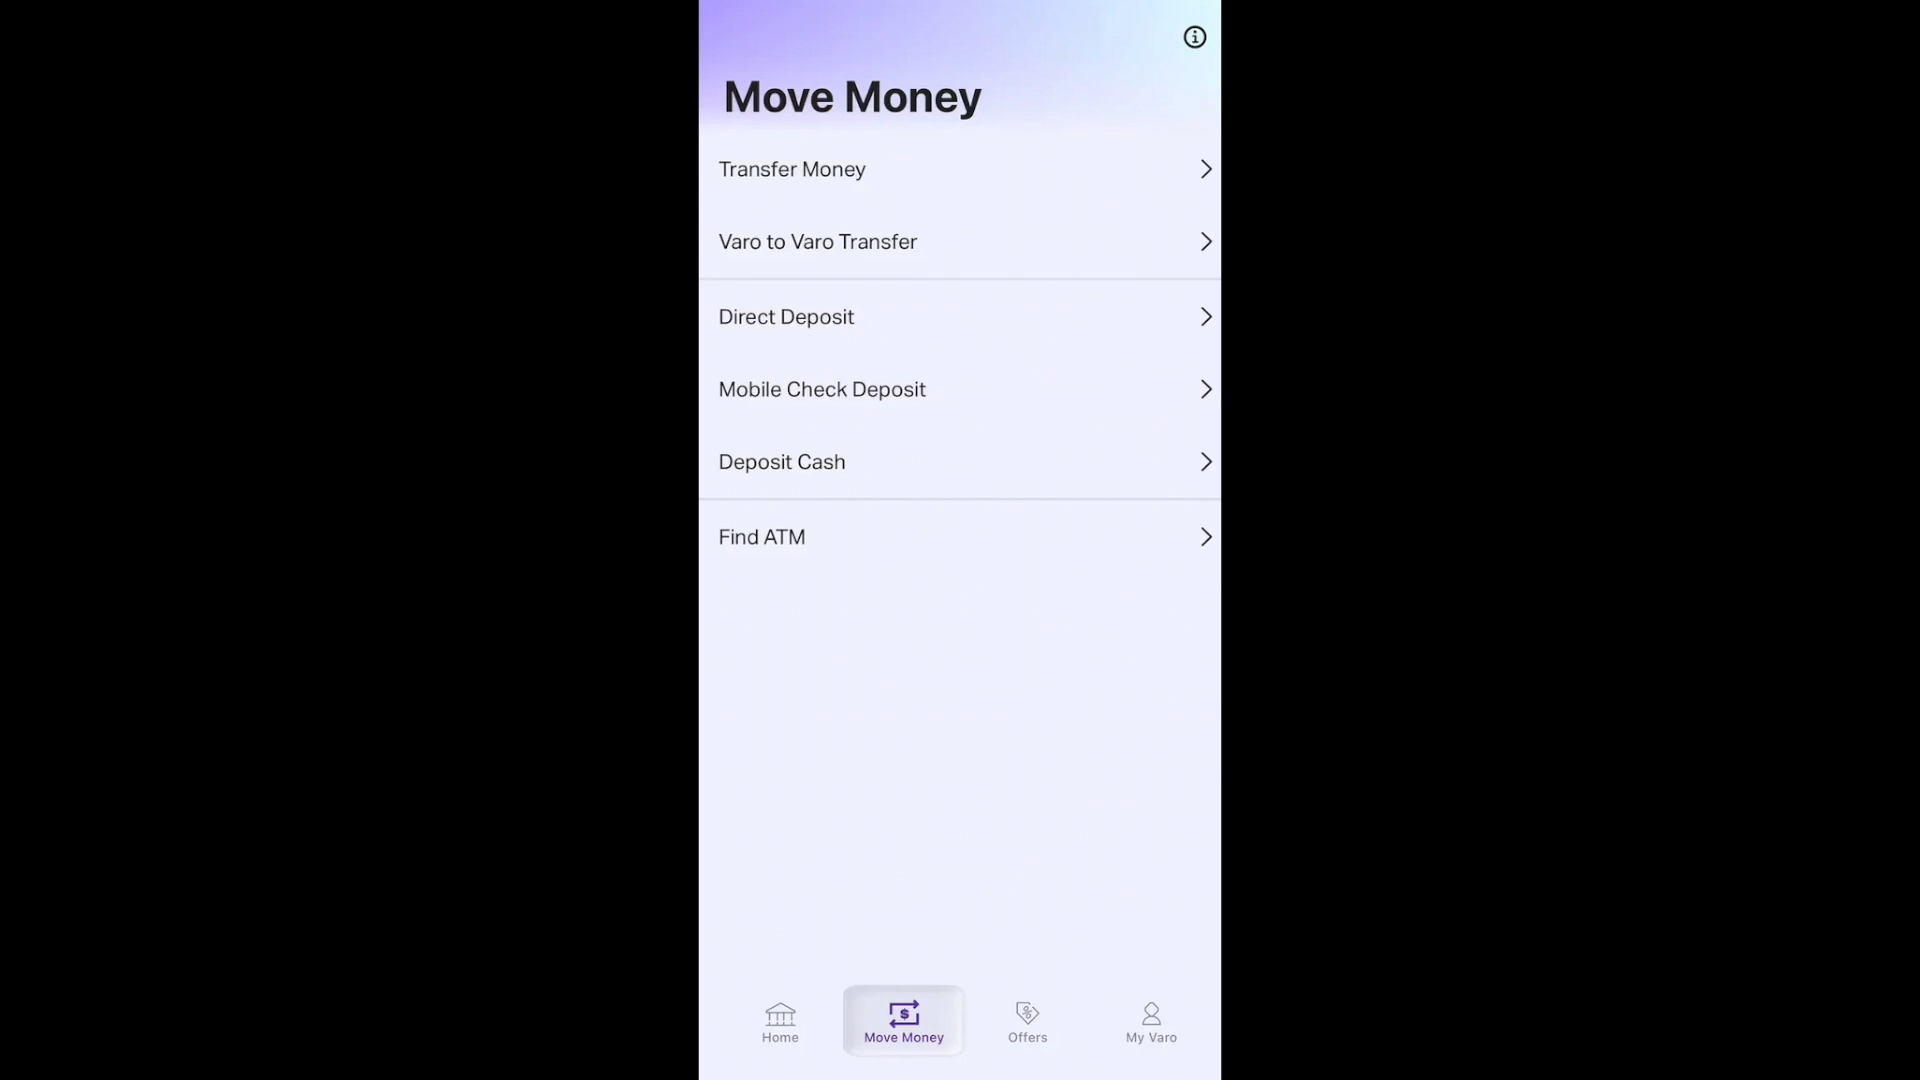 Move Money
Transfer Money
Varo to Varo Transfer
Direct Deposit
Mobile Check Deposit
Deposit Cash
Find ATM
Home
Move Money
Offers
My Varo